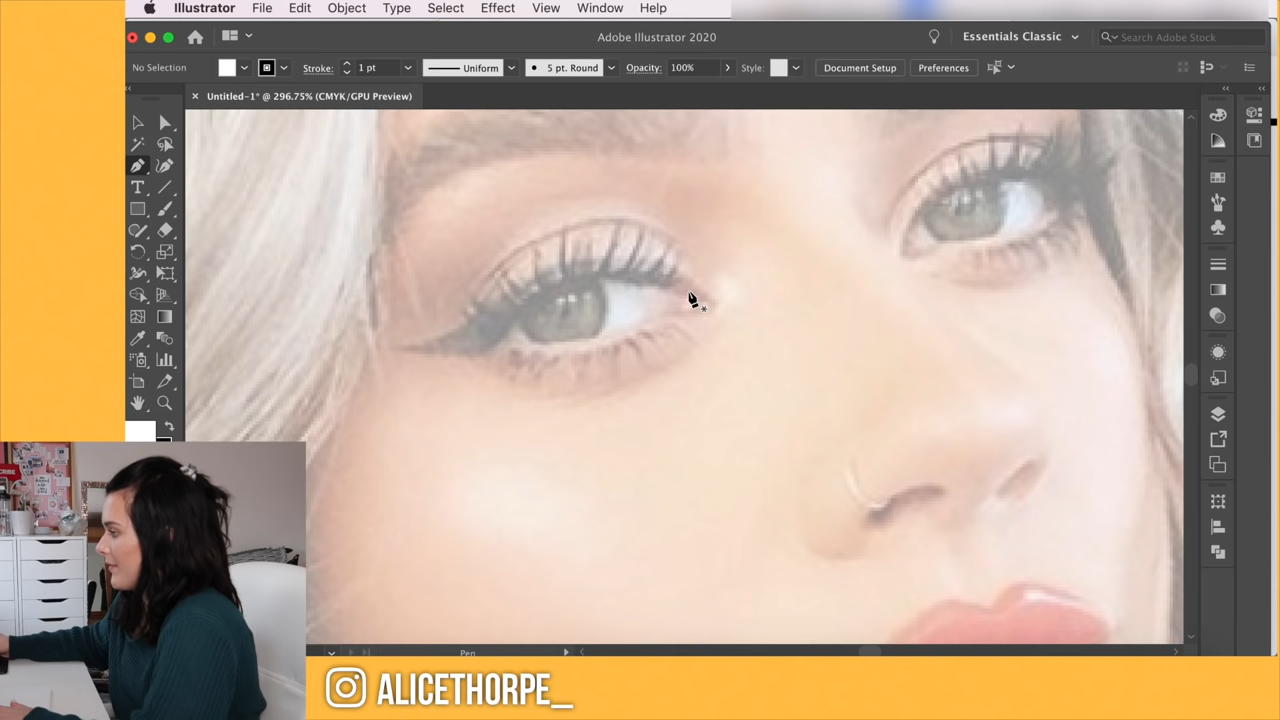 Illustrator File Edit Object Type Select Effect View Window Help
Adobe Illustrator 2020
Essentials Classic
Search Adobe Stock
No Selection
Stroke: 1 pt
Uniform
5 pt. Round
Opacity: 100%
Style:
Document Setup
Preferences
× Untitled-1* @ 296.75% (CMYK/GPU Preview)
Pen
ALICETHORPE_